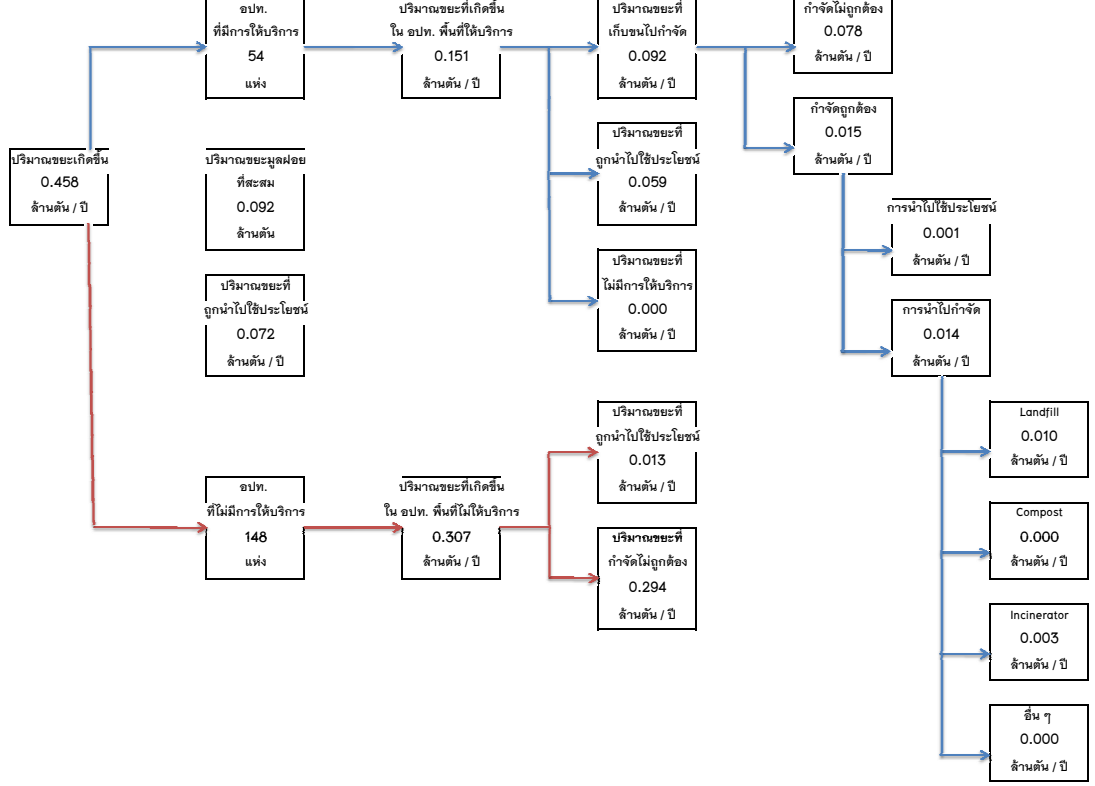 อปท.
ที่มีการให้บริการ
54
แห่ง
ปริมาณขยะที่เกิดขึ้น
ใน อปท. พื้นที่ให้บริการ
0.151
ล้านตัน / ปี
ปริมาณขยะที่
เก็บขนไปกำจัด
0.092
ล้านตัน / ปี
กำจัดไม่ถูกต้อง
0.078
ล้านตัน / ปี
กำจัดถูกต้อง
0.015
ล้านตัน / ปี
ปริมาณขยะเกิดขึ้น
0.458
ล้านตัน / ปี
ปริมาณขยะมูลฝอย
ที่สะสม
0.092
ล้านตัน
ปริมาณขยะที่
ถูกนำไปใช้ประโยชน์
0.059
ล้านตัน / ปี
การนำไปใช้ประโยชน์
0.001
ล้านตัน / ปี
ปริมาณขยะที่
ถูกนำไปใช้ประโยชน์
0.072
ล้านตัน / ปี
ปริมาณขยะที่
ไม่มีการให้บริการ
0.000
ล้านตัน / ปี
การนำไปกำจัด
0.014
ล้านตัน / ปี
ปริมาณขยะที่
ถูกนำไปใช้ประโยชน์
0.013
ล้านตัน / ปี
Landfill
0.010
ล้านตัน / ปี
อปท.
ที่ไม่มีการให้บริการ
148
แห่ง
ปริมาณขยะที่เกิดขึ้น
ใน อปท. พื้นที่ไม่ให้บริการ
0.307
ล้านตัน / ปี
ปริมาณขยะที่
กำจัดไม่ถูกต้อง
0.294
ล้านตัน / ปี
Compost
0.000
ล้านตัน / ปี
Incinerator
0.003
ล้านตัน / ปี
อื่น ๆ
0.000
ล้านตัน / ปี